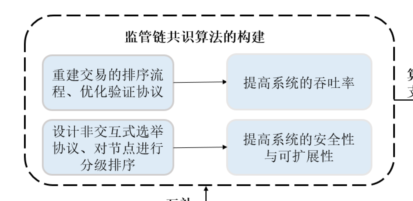 监管链共识算法的构建
重建交易的排序流
程、优化验证协议
提高系统的吞吐率
设计非交互式选举
协议、对节点进行
分级排序
提高系统的安全性
与可扩展性